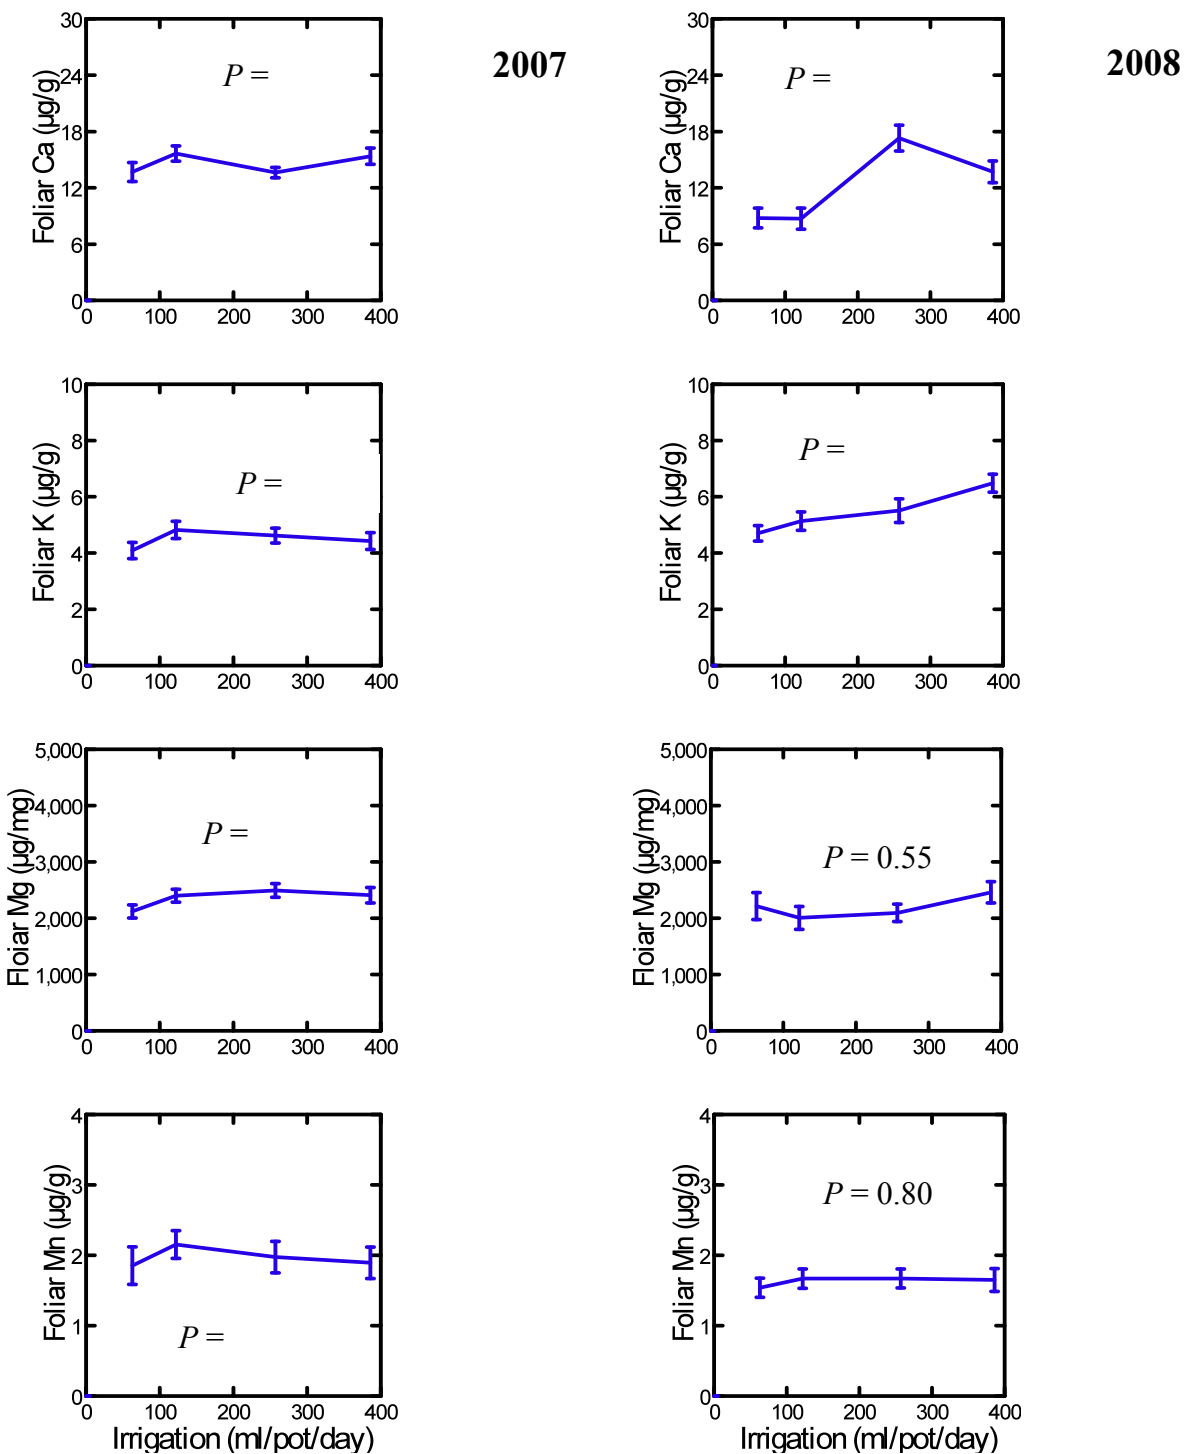 2007
2008
30
24
18
12
6
0
Foliar Ca (µg/g)
P =
0 100 200 300 400
30
24
18
12
6
0
Foliar Ca (µg/g)
P =
0 100 200 300 400
10
8
6
4
2
0
Foliar K (µg/g)
P =
0 100 200 300 400
10
8
6
4
2
0
Foliar K (µg/g)
P =
0 100 200 300 400
5,000
4,000
3,000
2,000
1,000
0
Floiar Mg (µg/mg)
P =
0 100 200 300 400
5,000
4,000
3,000
2,000
1,000
0
Floiar Mg (µg/mg)
P = 0.55
0 100 200 300 400
4
3
2
1
0
Foliar Mn (µg/g)
P =
0 100 200 300 400
Irrigation (ml/pot/day)
4
3
2
1
0
Foliar Mn (µg/g)
P = 0.80
0 100 200 300 400
Irrigation (ml/pot/day)